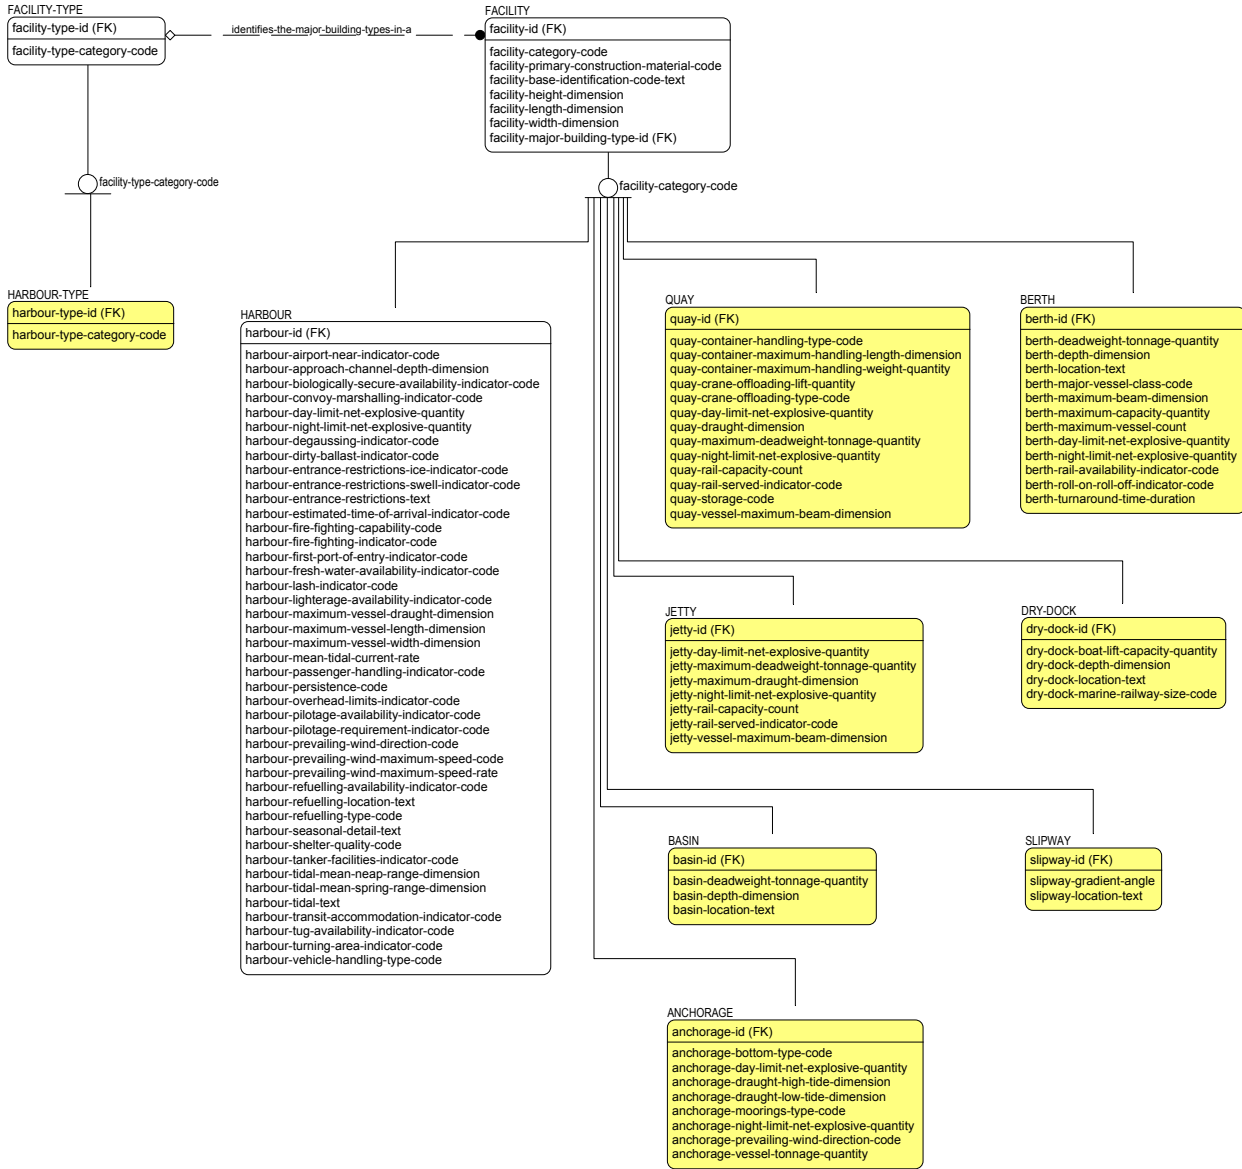 FACILITY-TYPE
facility-type-id (FK)
facility-type-category-code
identifies-the-major-building-types-in-a
FACILITY
facility-id (FK)
facility-category-code
facility-primary-construction-material-code
facility-base-identification-code-text
facility-height-dimension
facility-length-dimension
facility-width-dimension
facility-major-building-type-id (FK)
facility-type-category-code
facility-category-code
HARBOUR-TYPE
harbour-type-id (FK)
harbour-type-category-code
HARBOUR
harbour-id (FK)
harbour-airport-near-indicator-code
harbour-approach-channel-depth-dimension
harbour-biologically-secure-availability-indicator-code
harbour-convoy-marshalling-indicator-code
harbour-day-limit-net-explosive-quantity
harbour-night-limit-net-explosive-quantity
harbour-degaussing-indicator-code
harbour-dirty-ballast-indicator-code
harbour-entrance-restrictions-ice-indicator-code
harbour-entrance-restrictions-swell-indicator-code
harbour-entrance-restrictions-text
harbour-estimated-time-of-arrival-indicator-code
harbour-fire-fighting-capability-code
harbour-fire-fighting-indicator-code
harbour-first-port-of-entry-indicator-code
harbour-fresh-water-availability-indicator-code
harbour-lash-indicator-code
harbour-lighterage-availability-indicator-code
harbour-maximum-vessel-draught-dimension
harbour-maximum-vessel-length-dimension
harbour-maximum-vessel-width-dimension
harbour-mean-tidal-current-rate
harbour-passenger-handling-indicator-code
harbour-persistence-code
harbour-overhead-limits-indicator-code
harbour-pilotage-availability-indicator-code
harbour-pilotage-requirement-indicator-code
harbour-prevailing-wind-direction-code
harbour-prevailing-wind-maximum-speed-code
harbour-prevailing-wind-maximum-speed-rate
harbour-refuelling-availability-indicator-code
harbour-refuelling-location-text
harbour-refuelling-type-code
harbour-seasonal-detail-text
harbour-shelter-quality-code
harbour-tanker-facilities-indicator-code
harbour-tidal-mean-neap-range-dimension
harbour-tidal-mean-spring-range-dimension
harbour-tidal-text
harbour-transit-accommodation-indicator-code
harbour-tug-availability-indicator-code
harbour-turning-area-indicator-code
harbour-vehicle-handling-type-code
QUAY
quay-id (FK)
quay-container-handling-type-code
quay-container-maximum-handling-length-dimension
quay-container-maximum-handling-weight-quantity
quay-crane-offloading-lift-quantity
quay-crane-offloading-type-code
quay-day-limit-net-explosive-quantity
quay-draught-dimension
quay-maximum-deadweight-tonnage-quantity
quay-night-limit-net-explosive-quantity
quay-rail-capacity-count
quay-rail-served-indicator-code
quay-storage-code
quay-vessel-maximum-beam-dimension
BERTH
berth-id (FK)
berth-deadweight-tonnage-quantity
berth-depth-dimension
berth-location-text
berth-major-vessel-class-code
berth-maximum-beam-dimension
berth-maximum-capacity-quantity
berth-maximum-vessel-count
berth-day-limit-net-explosive-quantity
berth-night-limit-net-explosive-quantity
berth-rail-availability-indicator-code
berth-roll-on-roll-off-indicator-code
berth-turnaround-time-duration
JETTY
jetty-id (FK)
jetty-day-limit-net-explosive-quantity
jetty-maximum-deadweight-tonnage-quantity
jetty-maximum-draught-dimension
jetty-night-limit-net-explosive-quantity
jetty-rail-capacity-count
jetty-rail-served-indicator-code
jetty-vessel-maximum-beam-dimension
DRY-DOCK
dry-dock-id (FK)
dry-dock-boat-lift-capacity-quantity
dry-dock-depth-dimension
dry-dock-location-text
dry-dock-marine-railway-size-code
BASIN
basin-id (FK)
basin-deadweight-tonnage-quantity
basin-depth-dimension
basin-location-text
SLIPWAY
slipway-id (FK)
slipway-gradient-angle
slipway-location-text
ANCHORAGE
anchorage-id (FK)
anchorage-bottom-type-code
anchorage-day-limit-net-explosive-quantity
anchorage-draught-high-tide-dimension
anchorage-draught-low-tide-dimension
anchorage-moorings-type-code
anchorage-night-limit-net-explosive-quantity
anchorage-prevailing-wind-direction-code
anchorage-vessel-tonnage-quantity